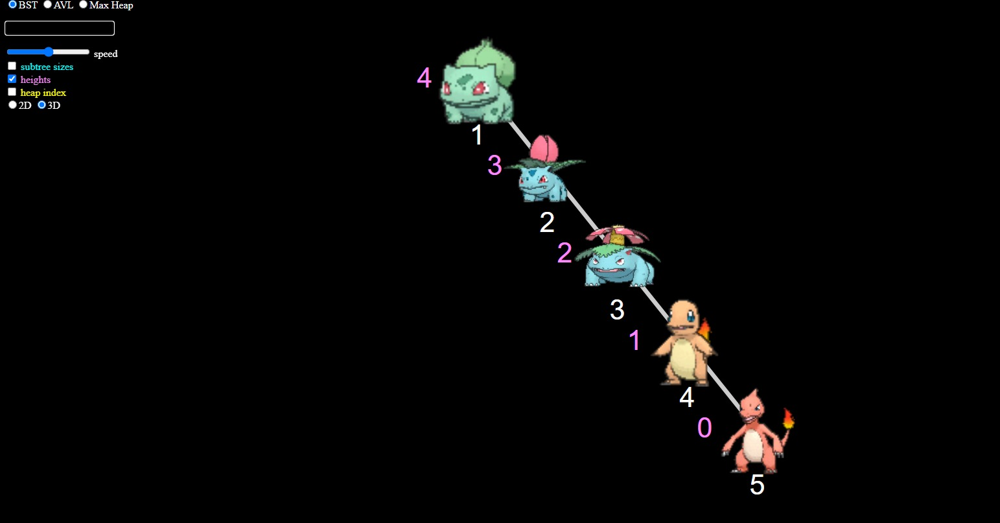 BST AVL Max Heap
speed
subtree sizes
heights
heap index
2D 3D
4
1
3
2
2
3
1
4
0
5